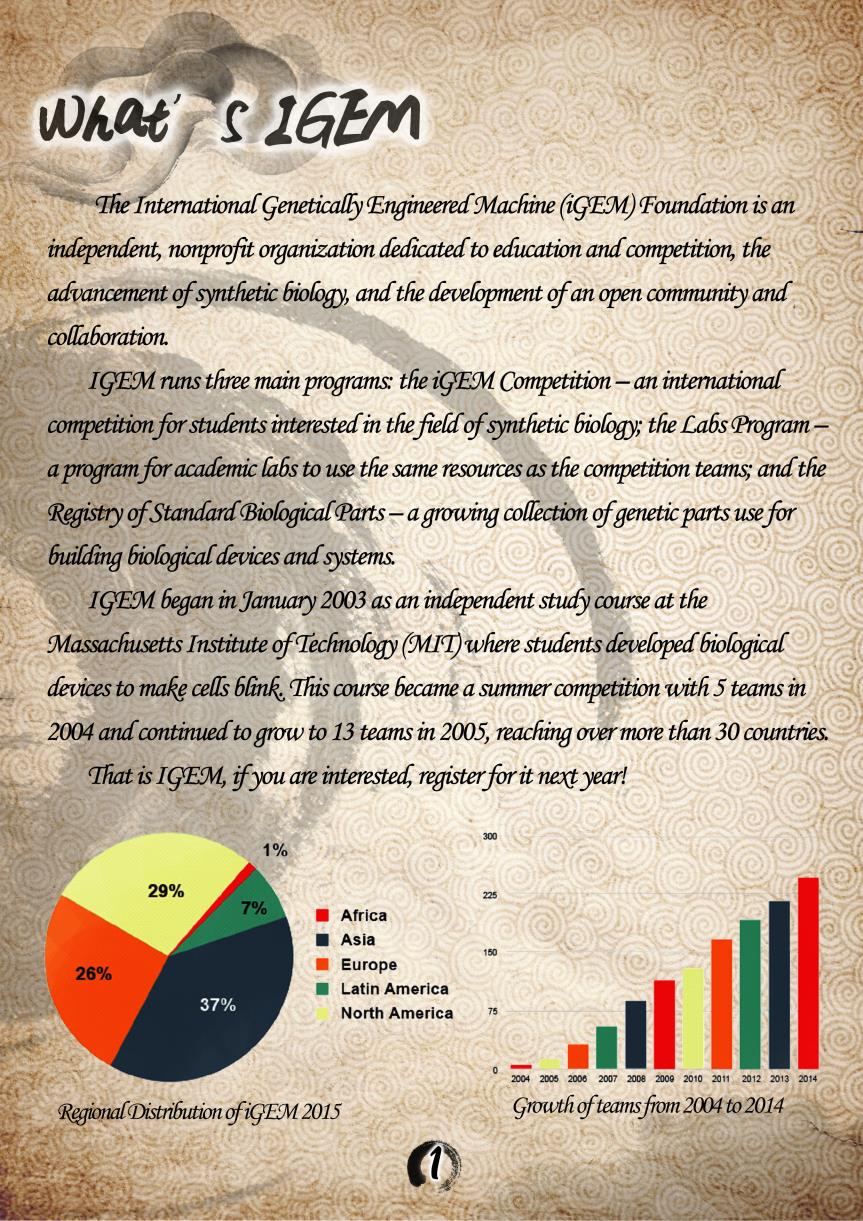 What's IGEM
The International Genetically Engineered Machine (iGEM) Foundation is an
independent, nonprofit organization dedicated to education and competition, the
advancement of synthetic biology, and the development of an open community and
collaboration.
IGEM runs three main programs: the iGEM Competition – an international
competition for students interested in the field of synthetic biology; the Labs Program –
a program for academic labs to use the same resources as the competition teams; and the
Registry of Standard Biological Parts – a growing collection of genetic parts use for
building biological devices and systems.
IGEM began in January 2003 as an independent study course at the
Massachusetts Institute of Technology (MIT) where students developed biological
devices to make cells blink. This course became a summer competition with 5 teams in
2004 and continued to grow to 13 teams in 2005, reaching over more than 30 countries.
That is IGEM, if you are interested, register for it next year!
1%
29%
7%
26%
37%
Africa
Asia
Europe
Latin America
North America
Regional Distribution of iGEM 2015
300
225
150
75
0
2004 2005 2006 2007 2008 2009 2010 2011 2012 2013 2014
Growth of teams from 2004 to 2014
1